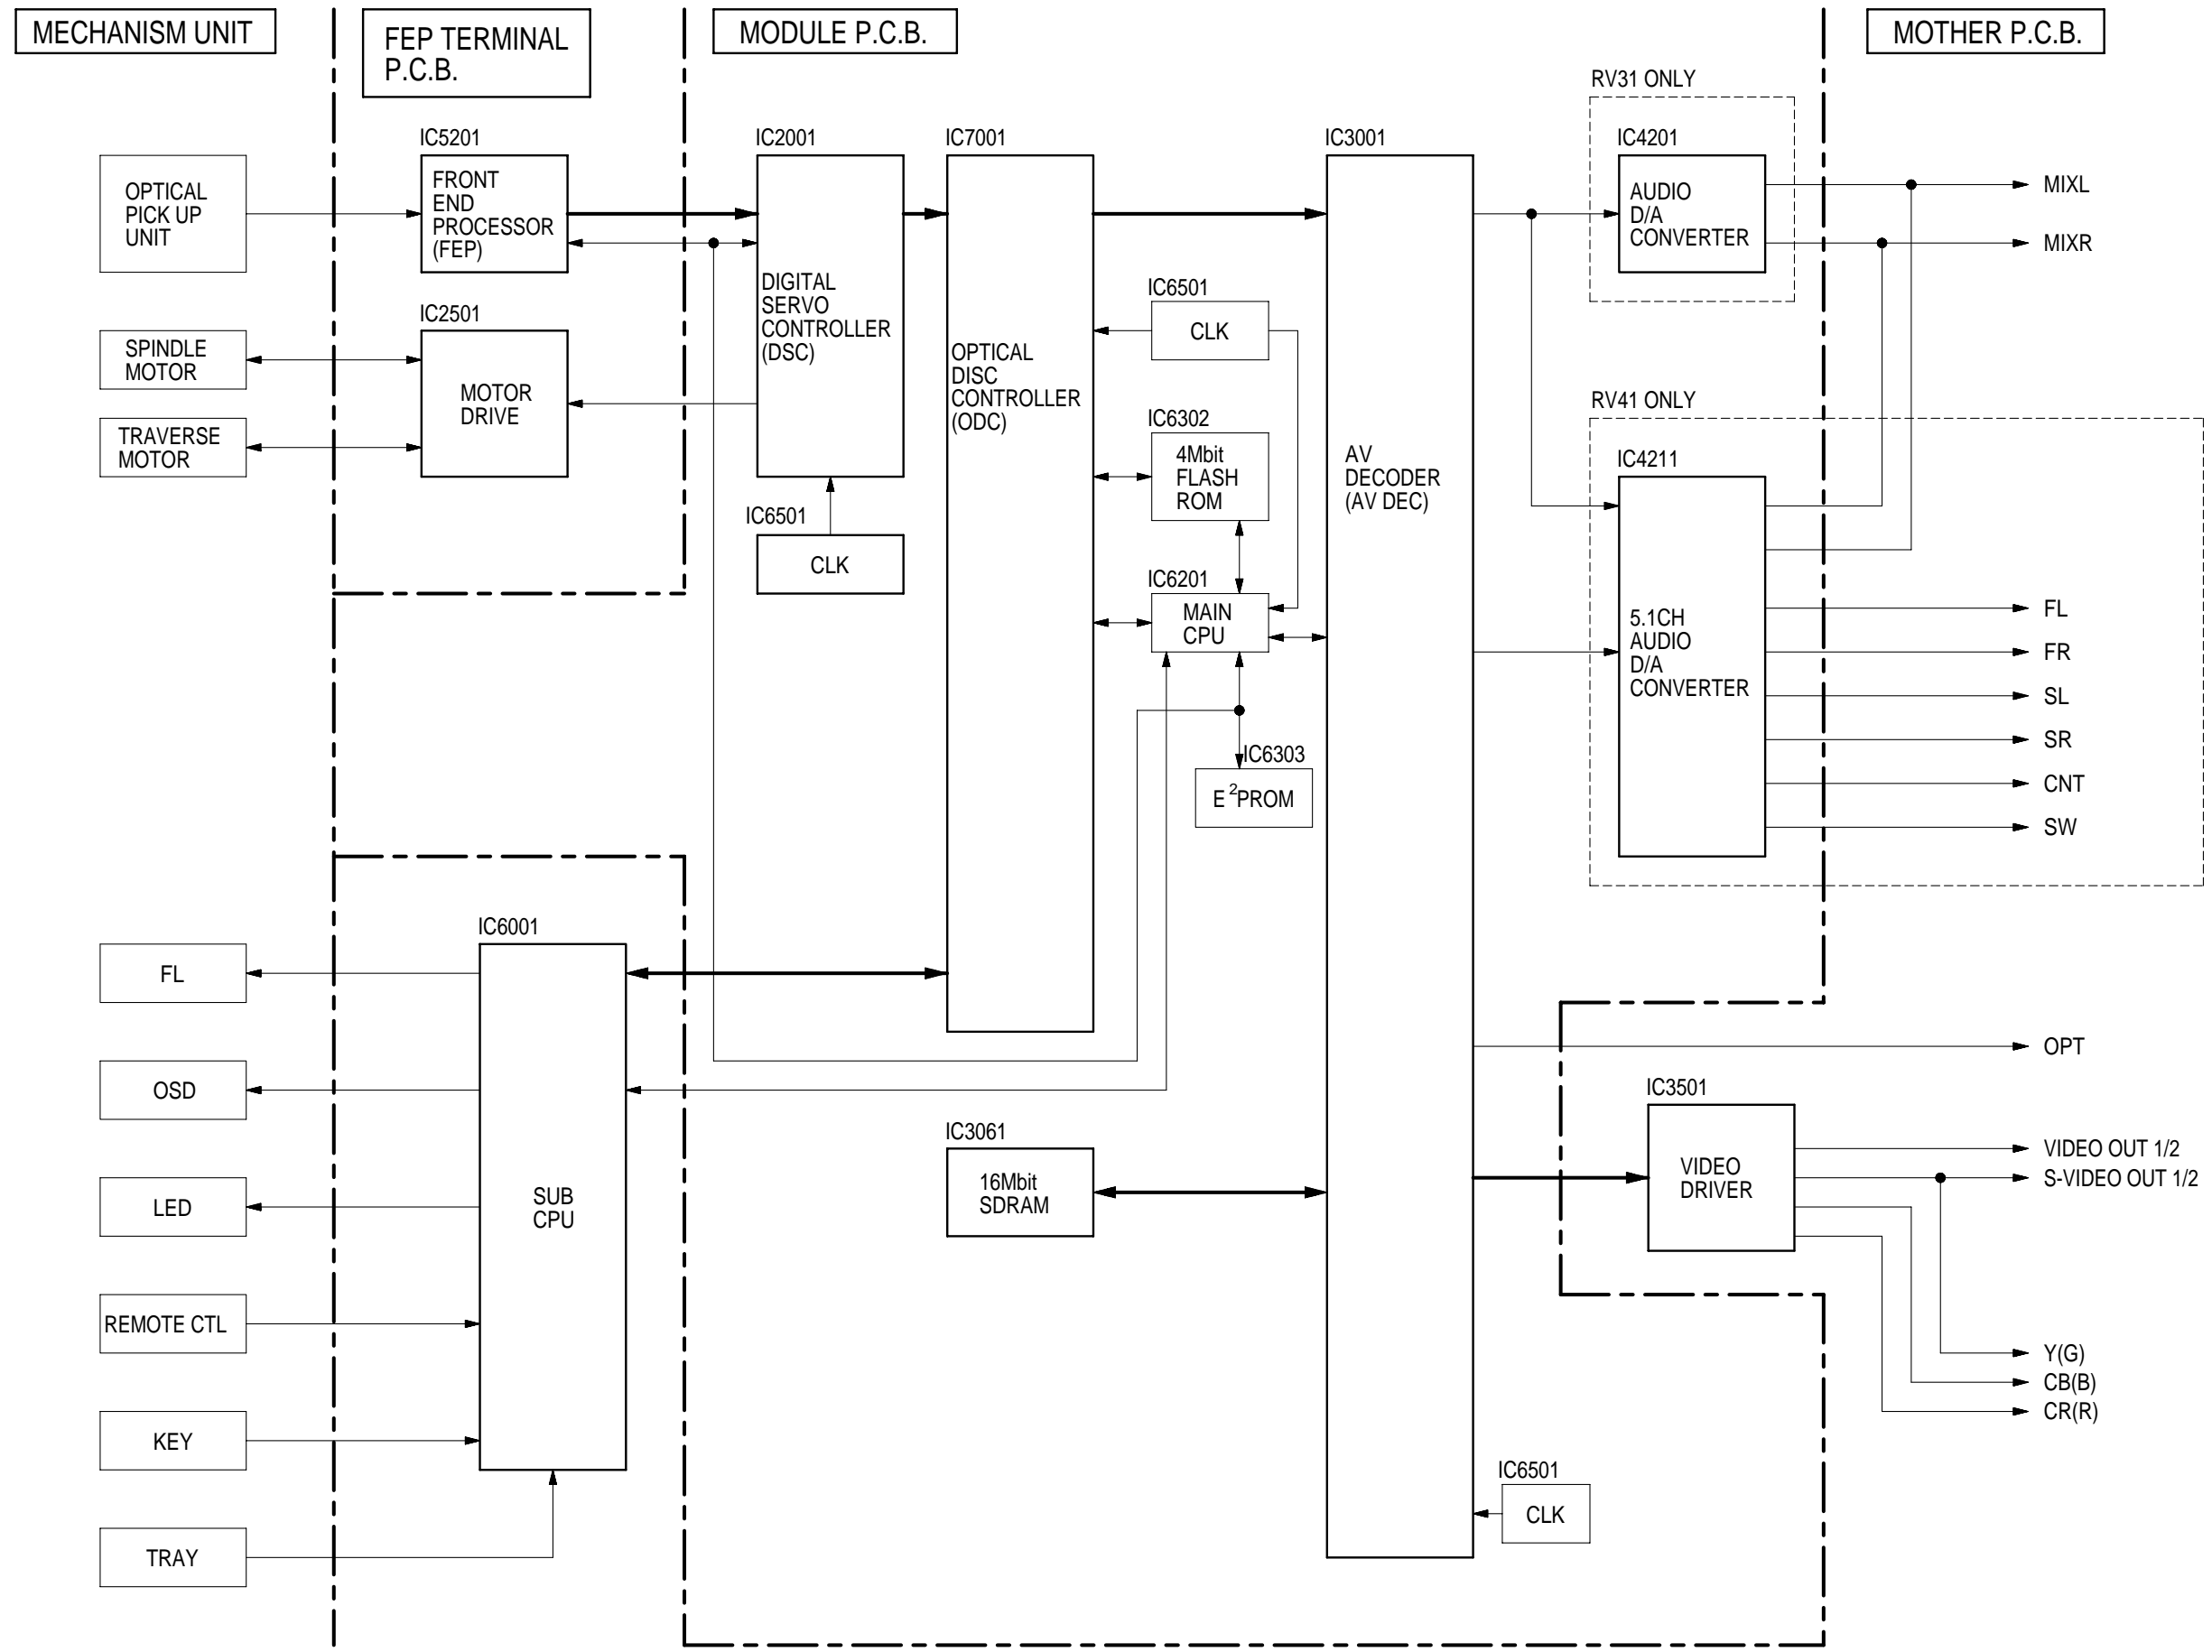 MECHANISM UNIT
FEP TERMINAL
P.C.B.
MODULE P.C.B.
MOTHER P.C.B.
RV31 ONLY
IC5201
IC2001
IC7001
IC3001
IC4201
OPTICAL
PICK UP
UNIT
FRONT
END
PROCESSOR
(FEP)
DIGITAL
SERVO
CONTROLLER
(DSC)
OPTICAL
DISC
CONTROLLER
(ODC)
AUDIO
D/A
CONVERTER
MIXL
MIXR
IC6501
CLK
IC2501
SPINDLE
MOTOR
MOTOR
DRIVE
TRAVERSE
MOTOR
IC6501
CLK
IC6302
4Mbit
FLASH
ROM
AV
DECODER
(AV DEC)
IC6201
MAIN
CPU
IC6303
E2PROM
RV41 ONLY
IC4211
5.1CH
AUDIO
D/A
CONVERTER
FL
FR
SL
SR
CNT
SW
IC6001
FL
OSD
LED
REMOTE CTL
KEY
TRAY
SUB
CPU
IC3061
16Mbit
SDRAM
OPT
IC3501
VIDEO
DRIVER
VIDEO OUT 1/2
S-VIDEO OUT 1/2
Y(G)
CB(B)
CR(R)
IC6501
CLK